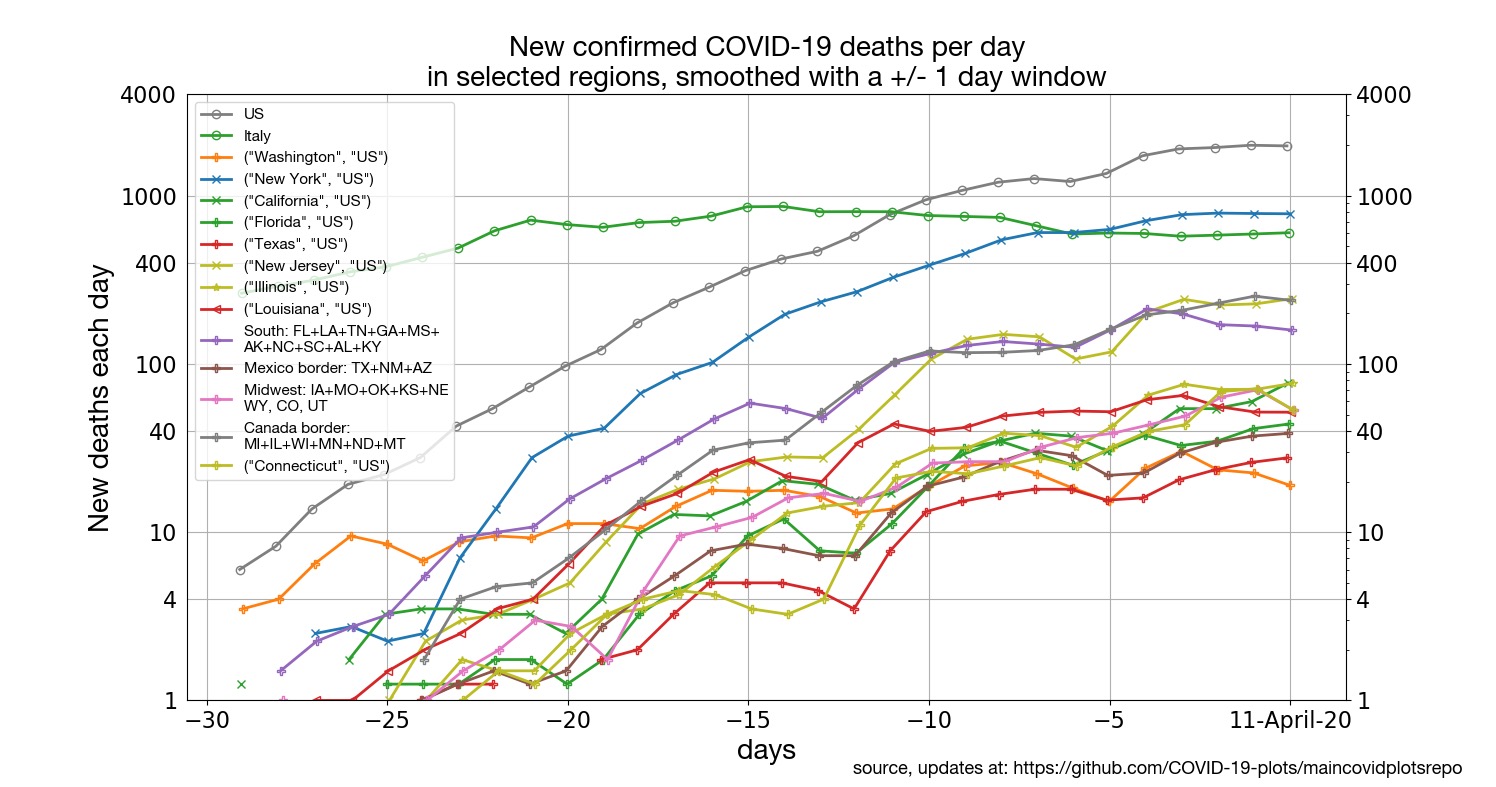 New confirmed COVID-19 deaths per day
in selected regions, smoothed with a +/- 1 day window
4000
1000
400
100
40
10
4
1
4000
1000
400
100
40
10
4
1
New deaths each day
US
Italy
("Washington", "US")
("New York", "US")
("California", "US")
("Florida", "US")
("Texas", "US")
("New Jersey", "US")
("Illinois", "US")
("Louisiana", "US")
South: FL+LA+TN+GA+MS+
AK+NC+SC+AL+KY
Mexico border: TX+NM+AZ
Midwest: IA+MO+OK+KS+NE
WY, CO, UT
Canada border:
MI+IL+WI+MN+ND+MT
("Connecticut", "US")
−30 −25 −20 −15 −10 −5 11-April-20
days
source, updates at: https://github.com/COVID-19-plots/maincovidplotsrepo